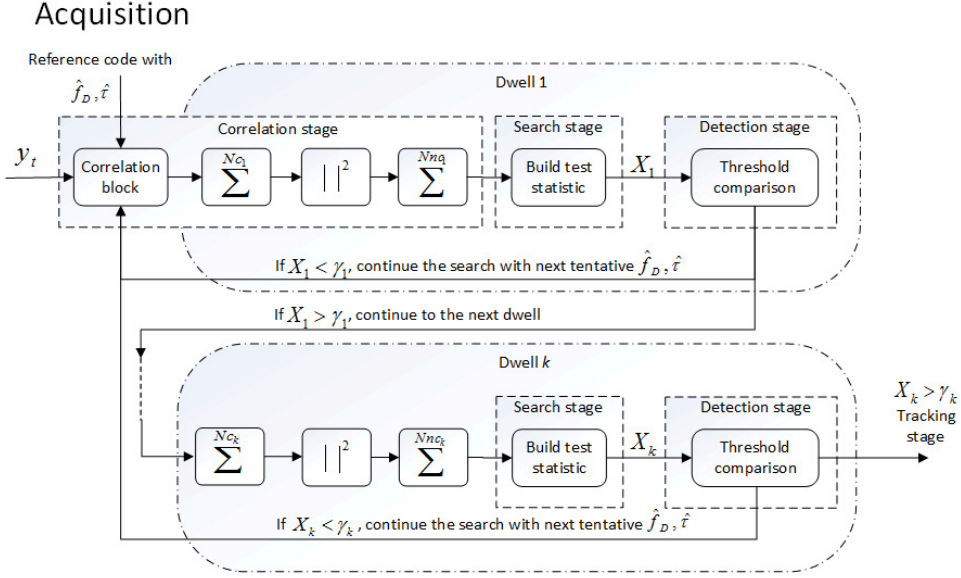 Acquisition
Reference code with
f̂_D, τ̂
Dwell 1
Correlation stage
Search stage
Detection stage
y_t
Correlation
block
∑ Nc_1
| |²
∑ Nnq
Build test
statistic
X_1
Threshold
comparison
If X_1 < γ_1, continue the search with next tentative f̂_D, τ̂
If X_1 > γ_1, continue to the next dwell
Dwell k
Search stage
Detection stage
X_k > γ_k
Tracking
stage
∑ Nc_k
| |²
∑ Nnc_k
Build test
statistic
X_k
Threshold
comparison
If X_k < γ_k, continue the search with next tentative f̂_D, τ̂